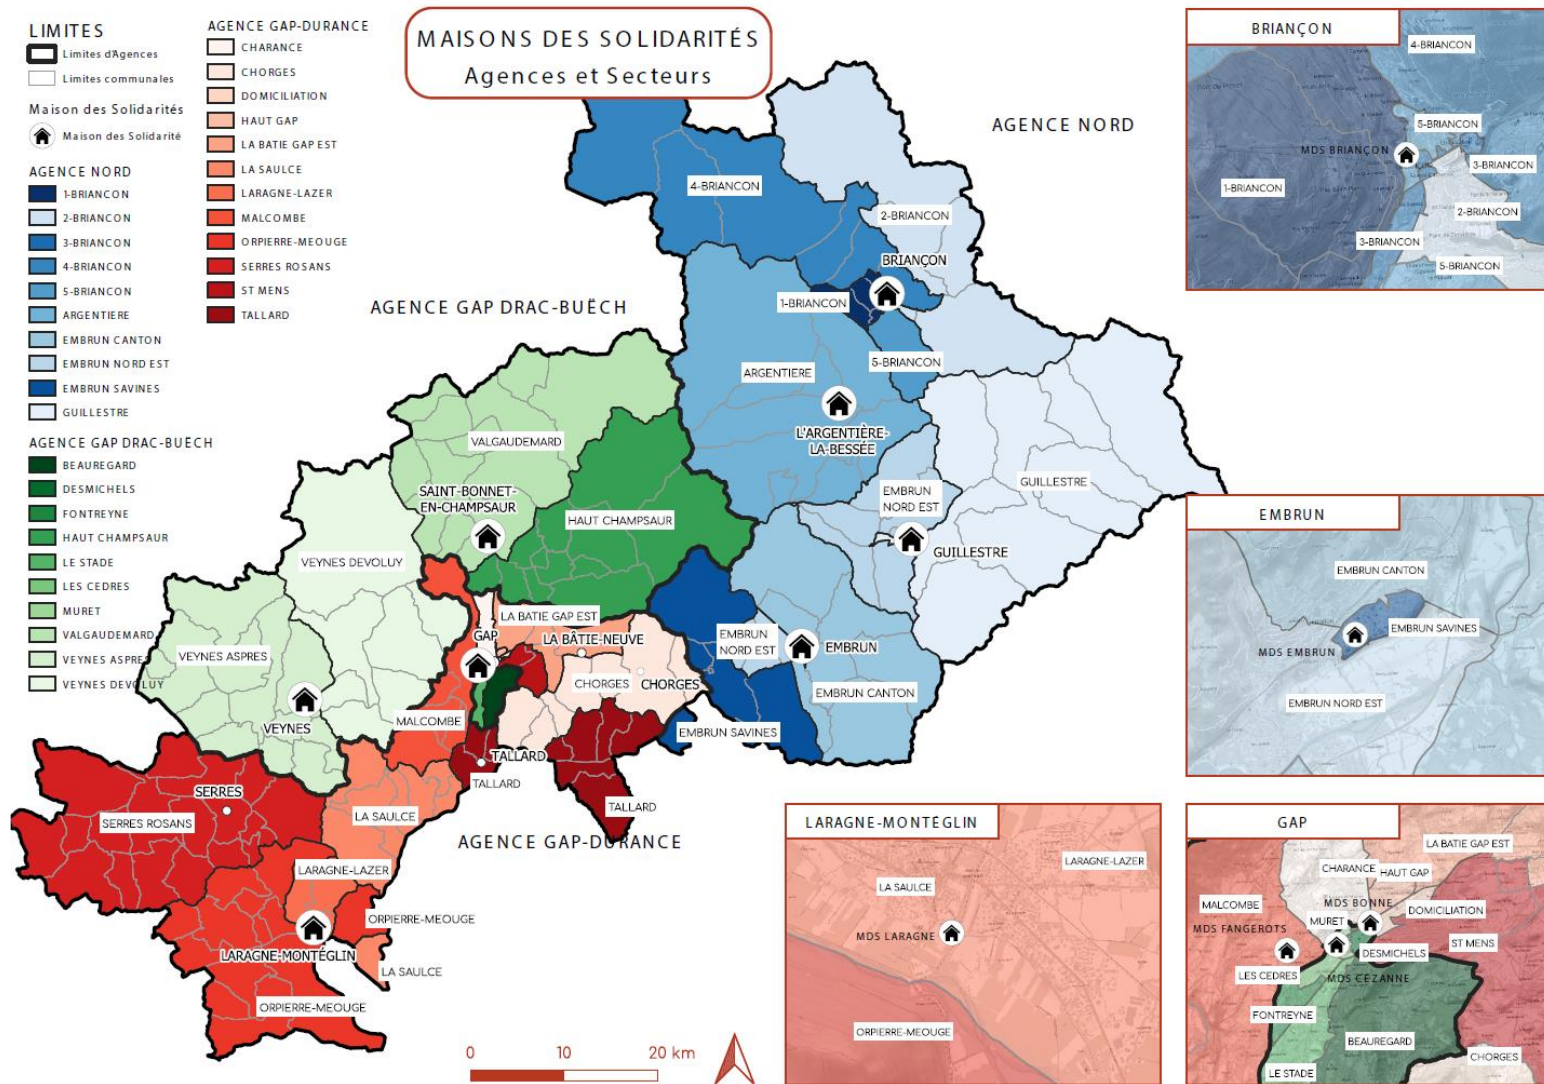 MAISONS DES SOLIDARITÉS
Agences et Secteurs
LIMITES
Limites d'Agences
Limites communales
Maison des Solidarités
Maison des Solidarité
AGENCE NORD
1-BRIANCON
2-BRIANCON
3-BRIANCON
4-BRIANCON
5-BRIANCON
ARGENTIERE
EMBRUN CANTON
EMBRUN NORD EST
EMBRUN SAVINES
GUILLESTRE
AGENCE GAP DRAC-BUËCH
BEAUREGARD
DESMICHELS
FONTREYNE
HAUT CHAMPSAUR
LE STADE
LES CEDRES
MURET
VALGAUDEMARD
VEYNES ASPRES
VEYNES DEVOLUY
AGENCE GAP-DURANCE
CHARANCE
CHORGES
DOMICILIATION
HAUT GAP
LA BATIE GAP EST
LA SAULCE
LARAGNE-LAZER
MALCOMBE
ORPIERRE-MEOUGE
SERRES ROSANS
ST MENS
TALLARD
AGENCE NORD
4-BRIANCON
2-BRIANCON
BRIANÇON
1-BRIANCON
5-BRIANCON
ARGENTIERE
L'ARGENTIÈRE-
LA-BESSÉE
GUILLESTRE
EMBRUN
NORD EST
GUILLESTRE
AGENCE GAP DRAC-BUËCH
VALGAUDEMARD
SAINT-BONNET-
EN-CHAMPSAUR
HAUT CHAMPSAUR
VEYNES DEVOLUY
VEYNES ASPRES
VEYNES
LA BATIE GAP EST
GAP
LA BÂTIE-NEUVE
CHORGES
CHORGES
EMBRUN
NORD EST
EMBRUN
EMBRUN CANTON
EMBRUN SAVINES
MALCOMBE
TALLARD
TALLARD
TALLARD
AGENCE GAP-DURANCE
SERRES
SERRES ROSANS
LA SAULCE
LARAGNE-LAZER
ORPIERRE-MEOUGE
LARAGNE-MONTÉGLIN
LA SAULCE
ORPIERRE-MEOUGE
0 10 20 km
BRIANÇON
4-BRIANCON
5-BRIANCON
MDS BRIANÇON
3-BRIANCON
1-BRIANCON
2-BRIANCON
3-BRIANCON
5-BRIANCON
EMBRUN
EMBRUN CANTON
EMBRUN SAVINES
MDS EMBRUN
EMBRUN NORD EST
LARAGNE-MONTÉGLIN
LARAGNE-LAZER
LA SAULCE
MDS LARAGNE
ORPIERRE-MEOUGE
GAP
LA BATIE GAP EST
CHARANCE
HAUT GAP
MALCOMBE
MDS BONNE
DOMICILIATION
MURET
MDS FANGEROTS
ST MENS
DESMICHELS
LES CEDRES
MDS CÉZANNE
FONTREYNE
BEAUREGARD
CHORGES
LE STADE